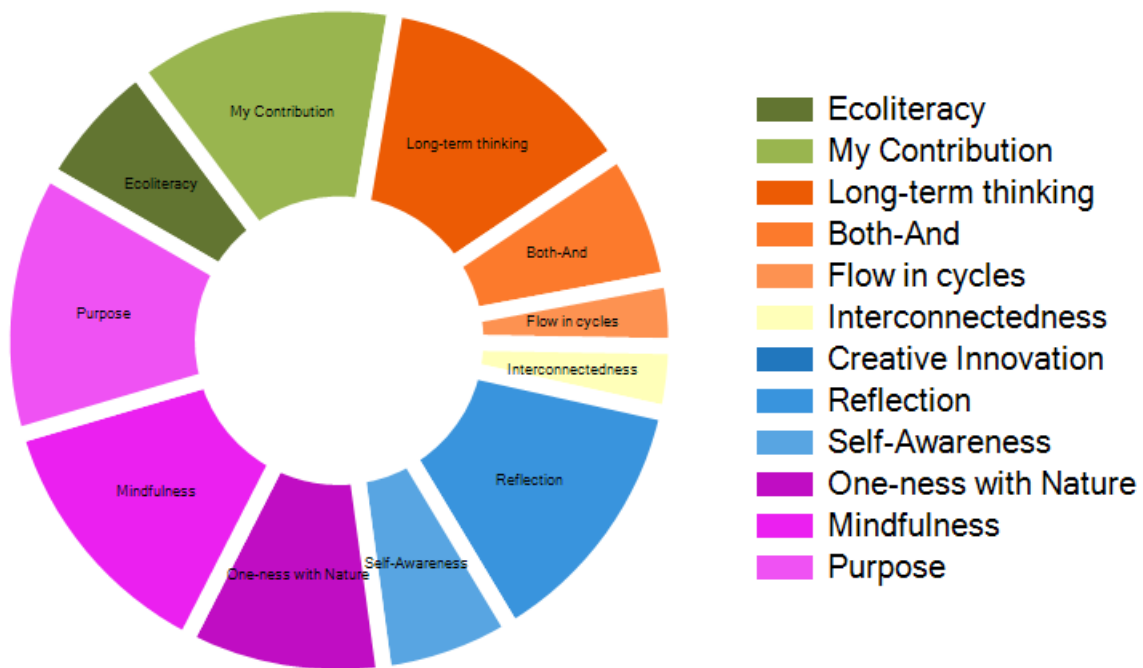 My Contribution
Long-term thinking
Ecoliteracy
Both-And
Purpose
Flow in cycles
Interconnectedness
Mindfulness
Reflection
One-ness with Nature
Self-Awareness
Ecoliteracy
My Contribution
Long-term thinking
Both-And
Flow in cycles
Interconnectedness
Creative Innovation
Reflection
Self-Awareness
One-ness with Nature
Mindfulness
Purpose